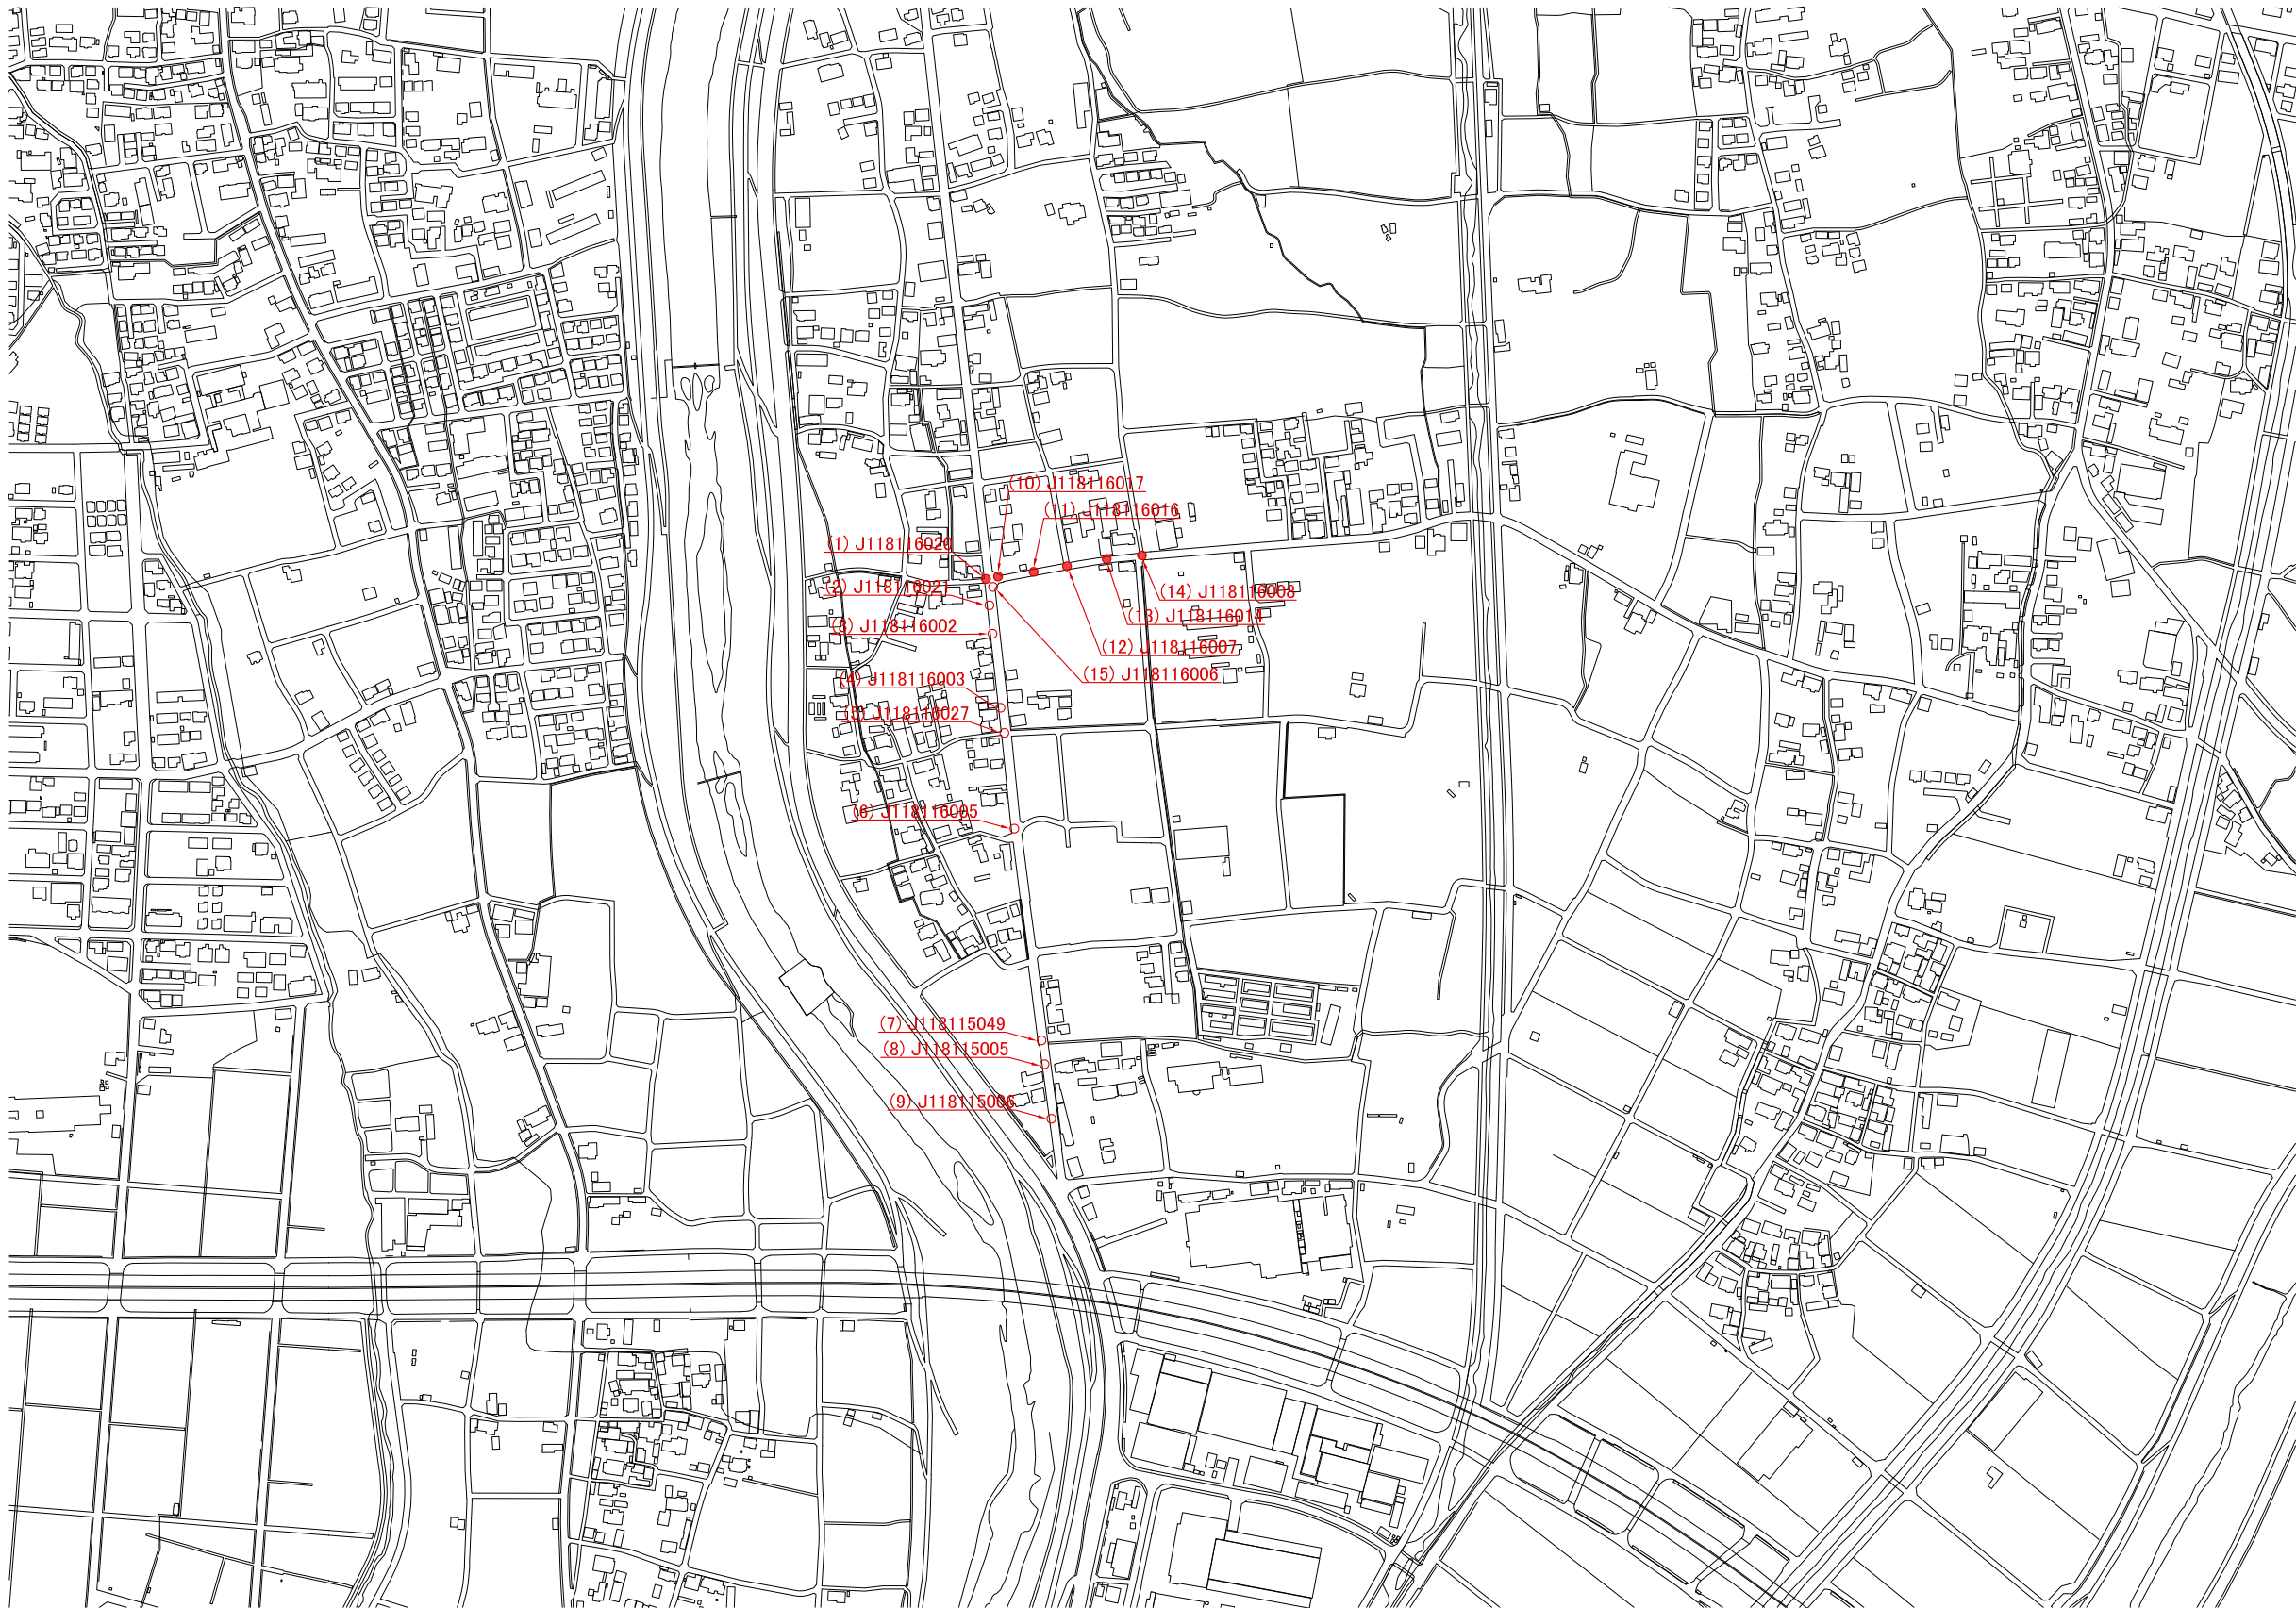 (10) J118116017
(11) J118116016
(1) J118116020
(2) J118116021
(14) J118116008
(13) J118116014
(3) J118116002
(12) J118116007
(15) J118116006
(4) J118116003
(5) J118116027
(6) J118116005
(7) J118115049
(8) J118115005
(9) J118115006